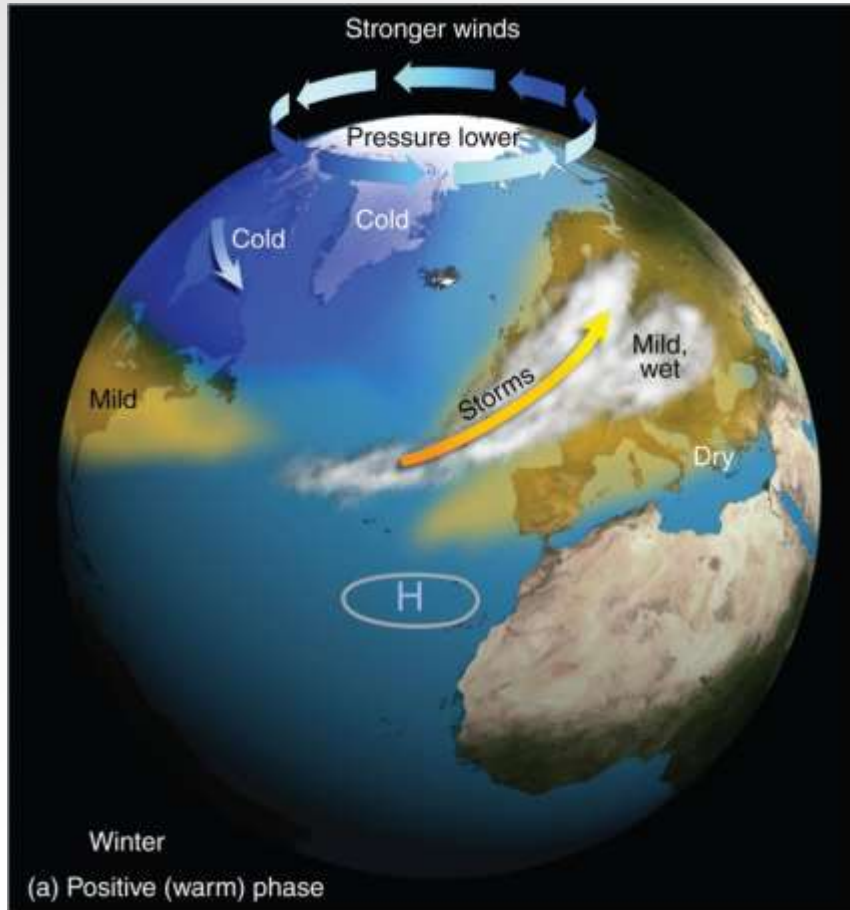 Stronger winds
Pressure lower
Cold
Cold
Mild,
wet
Storms
Mild
Dry
H
Winter
(a) Positive (warm) phase